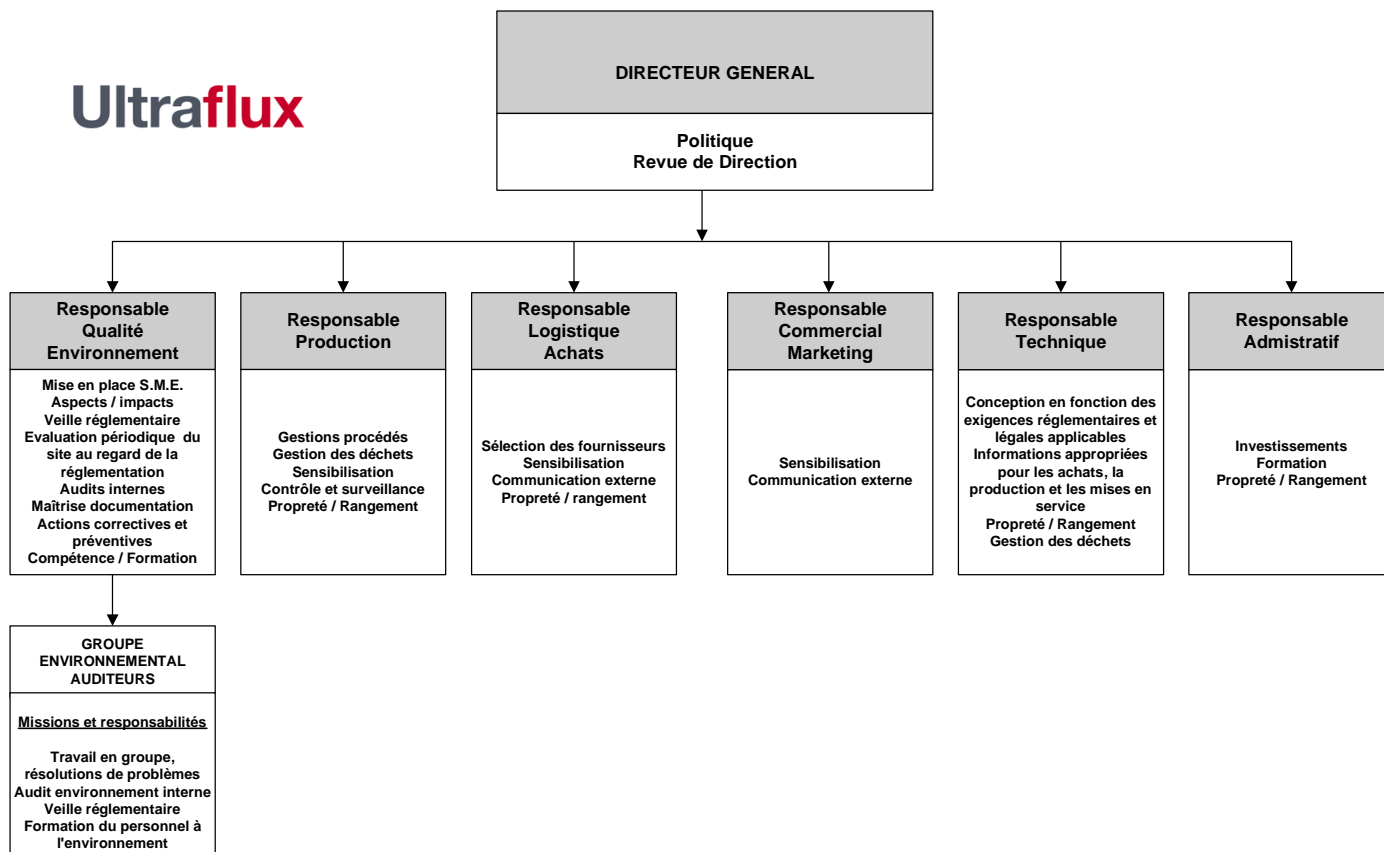 Ultraflux
DIRECTEUR GENERAL
Politique
Revue de Direction
Responsable
Qualité
Environnement
Mise en place S.M.E.
Aspects / impacts
Veille réglementaire
Evaluation périodique du
site au regard de la
réglementation
Audits internes
Maîtrise documentation
Actions correctives et
préventives
Compétence / Formation
Responsable
Production
Gestions procédés
Gestion des déchets
Sensibilisation
Contrôle et surveillance
Propreté / Rangement
Responsable
Logistique
Achats
Sélection des fournisseurs
Sensibilisation
Communication externe
Propreté / rangement
Responsable
Commercial
Marketing
Sensibilisation
Communication externe
Responsable
Technique
Conception en fonction des
exigences réglementaires et
légales applicables
Informations appropriées
pour les achats, la
production et les mises en
service
Propreté / Rangement
Gestion des déchets
Responsable
Admistratif
Investissements
Formation
Propreté / Rangement
GROUPE
ENVIRONNEMENTAL
AUDITEURS
Missions et responsabilités
Travail en groupe,
résolutions de problèmes
Audit environnement interne
Veille réglementaire
Formation du personnel à
l'environnement